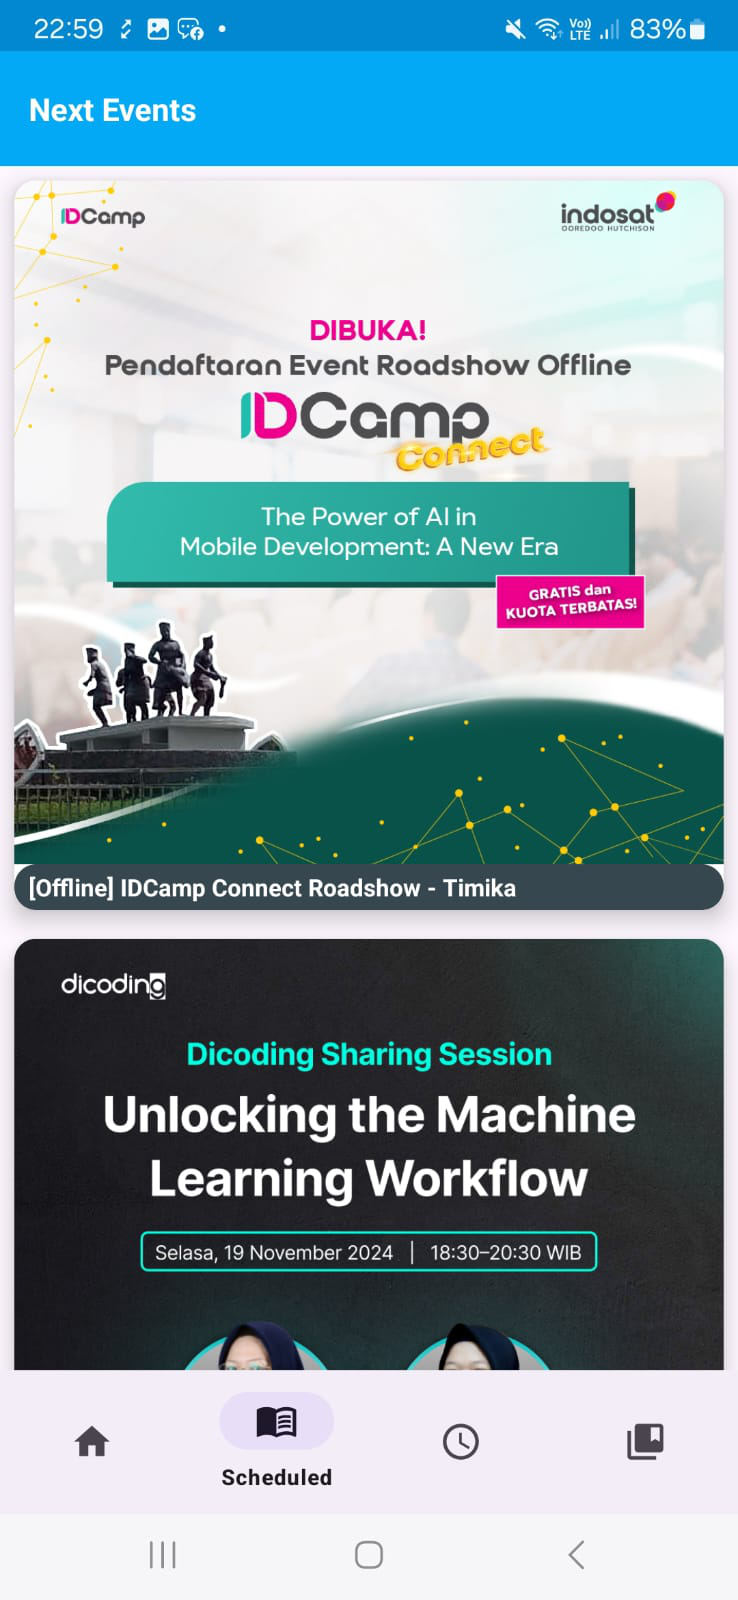 22:59
Vo))
LTE
83%
Next Events
IDCamp
indosat
OOREDOO HUTCHISON
DIBUKA!
Pendaftaran Event Roadshow Offline
IDCamp
Connect
The Power of AI in
Mobile Development: A New Era
GRATIS dan
KUOTA TERBATAS!
[Offline] IDCamp Connect Roadshow - Timika
dicoding
Dicoding Sharing Session
Unlocking the Machine
Learning Workflow
Selasa, 19 November 2024 | 18:30–20:30 WIB
Scheduled